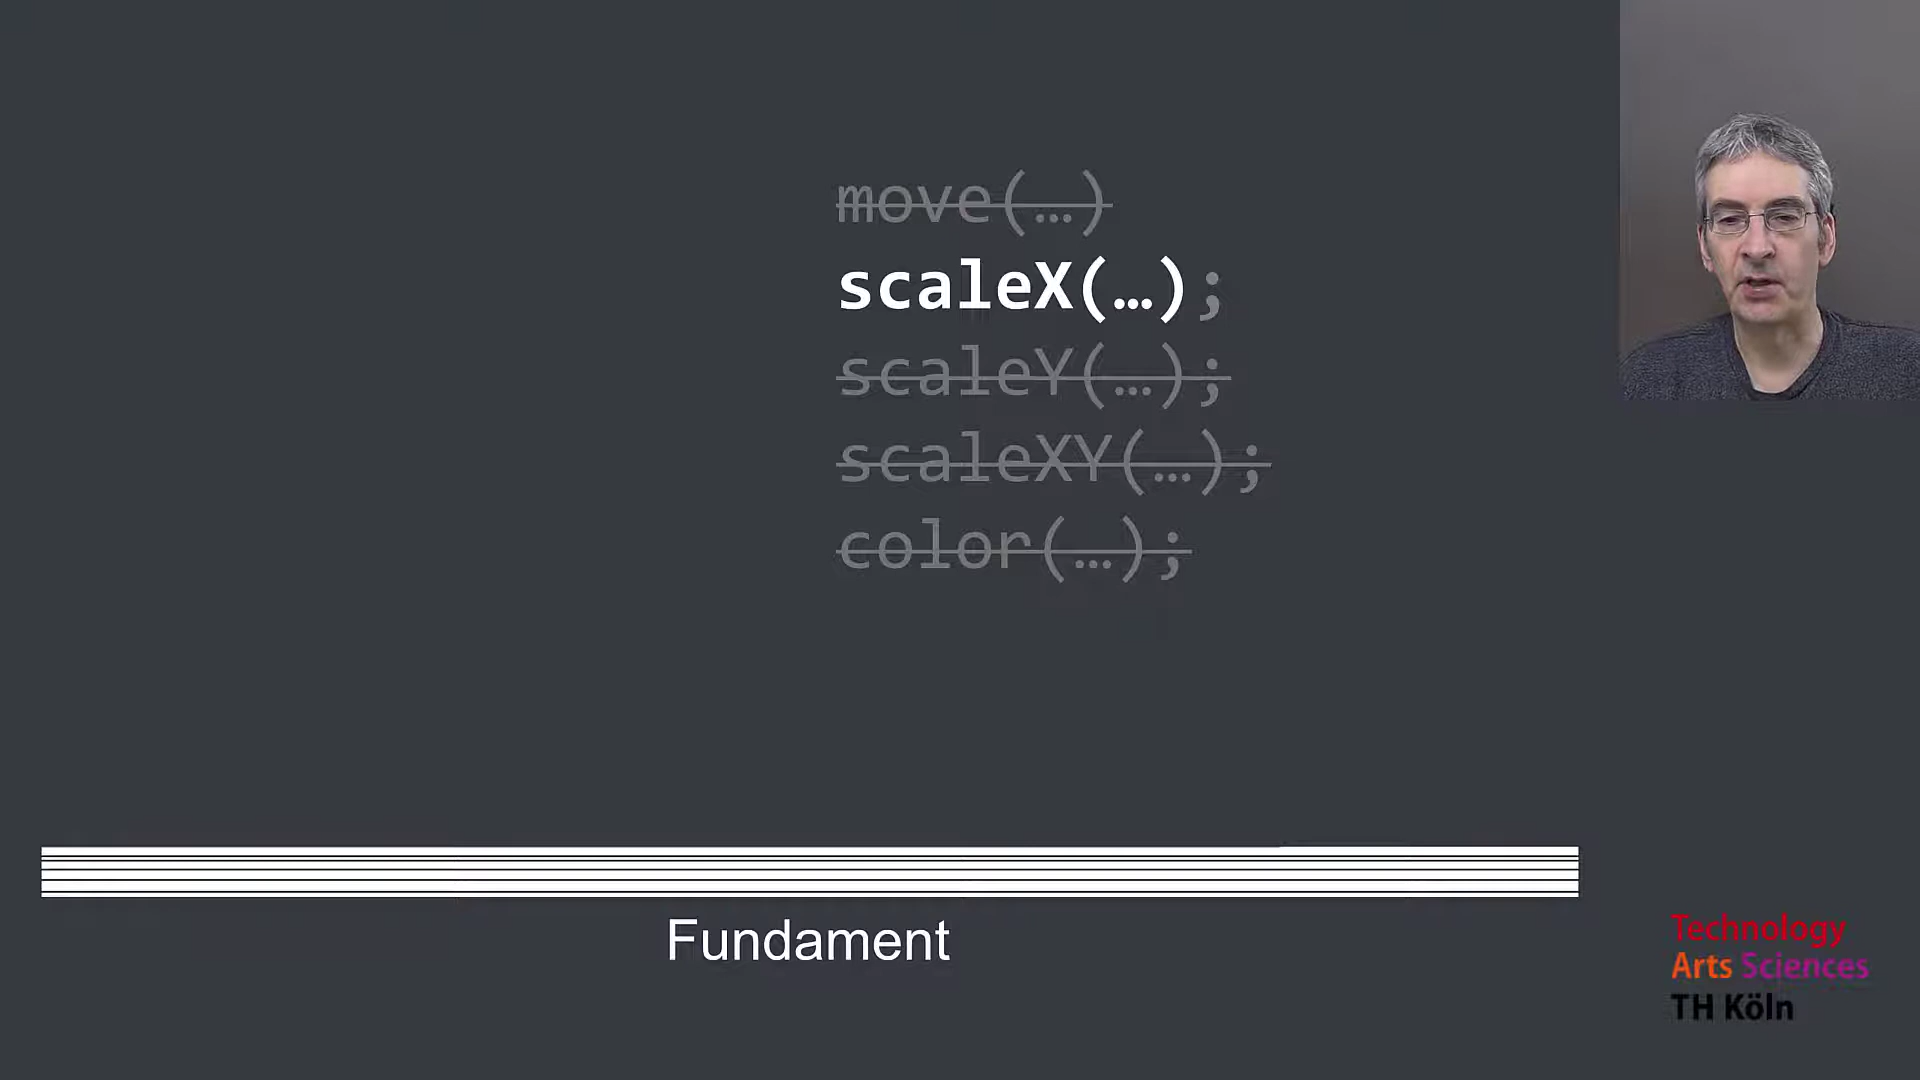 move(…)
scaleX(…);
scaleY(…);
scaleXY(…);
color(…);
Fundament
Technology
Arts Sciences
TH Köln